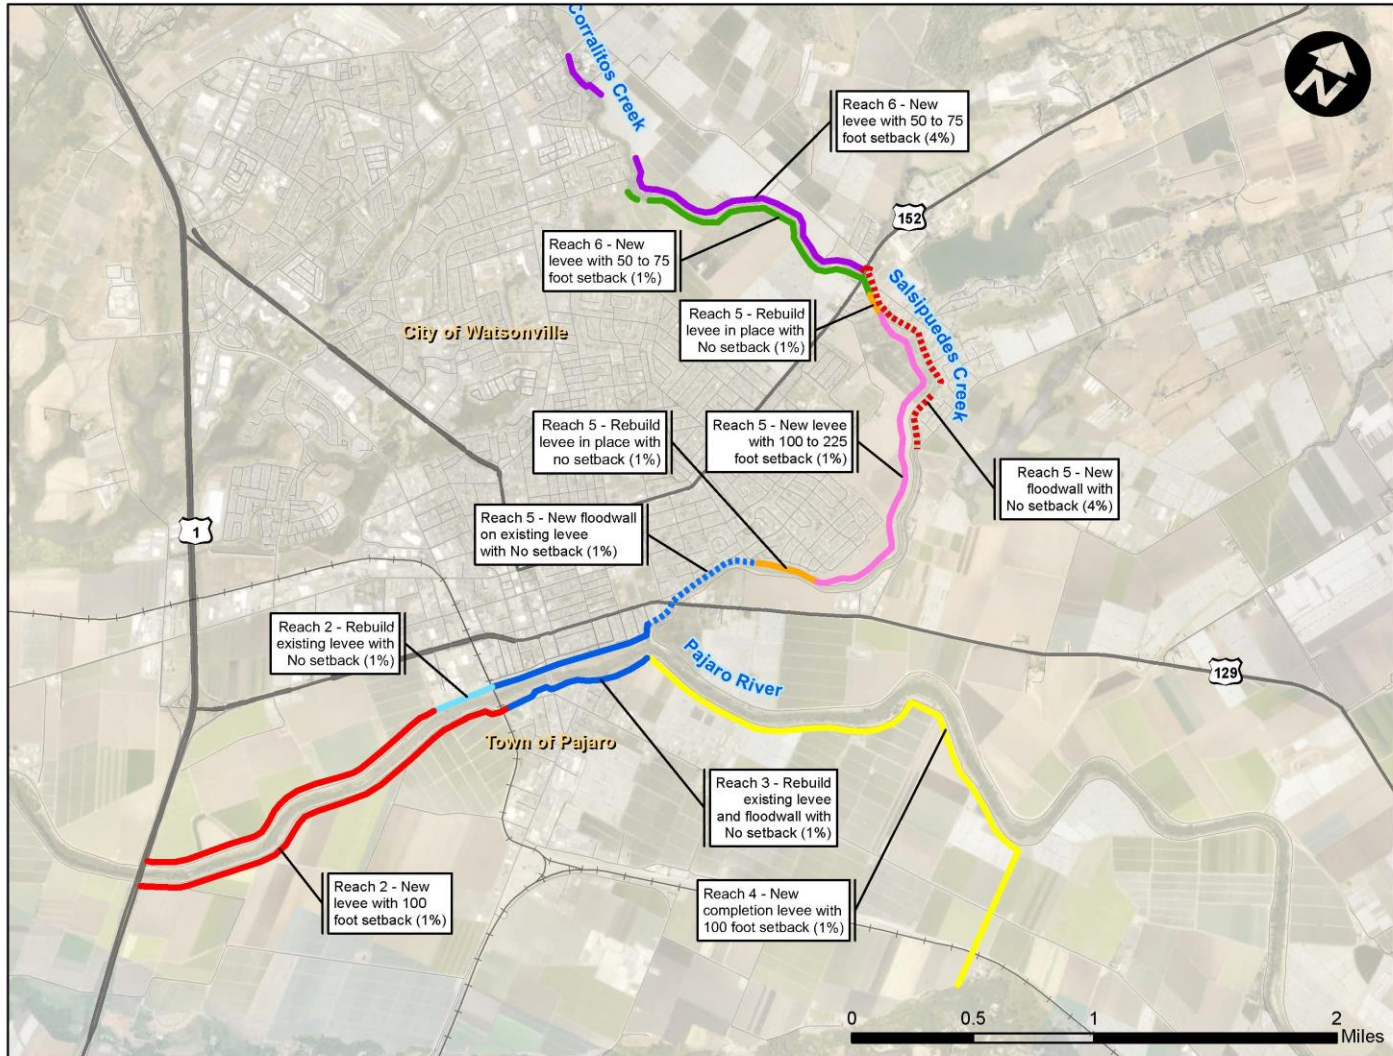 Corralitos Creek
N
Reach 6 - New
levee with 50 to 75
foot setback (4%)
152
Reach 6 - New
levee with 50 to 75
foot setback (1%)
Salsipuedes Creek
Reach 5 - Rebuild
levee in place with
No setback (1%)
City of Watsonville
Reach 5 - Rebuild
levee in place with
no setback (1%)
Reach 5 - New levee
with 100 to 225
foot setback (1%)
Reach 5 - New
floodwall with
No setback (4%)
Reach 5 - New floodwall
on existing levee
with No setback (1%)
1
Reach 2 - Rebuild
existing levee with
No setback (1%)
Pajaro River
129
Town of Pajaro
Reach 3 - Rebuild
existing levee
and floodwall with
No setback (1%)
Reach 2 - New
levee with 100
foot setback (1%)
Reach 4 - New
completion levee with
100 foot setback (1%)
0 0.5 1 2
Miles